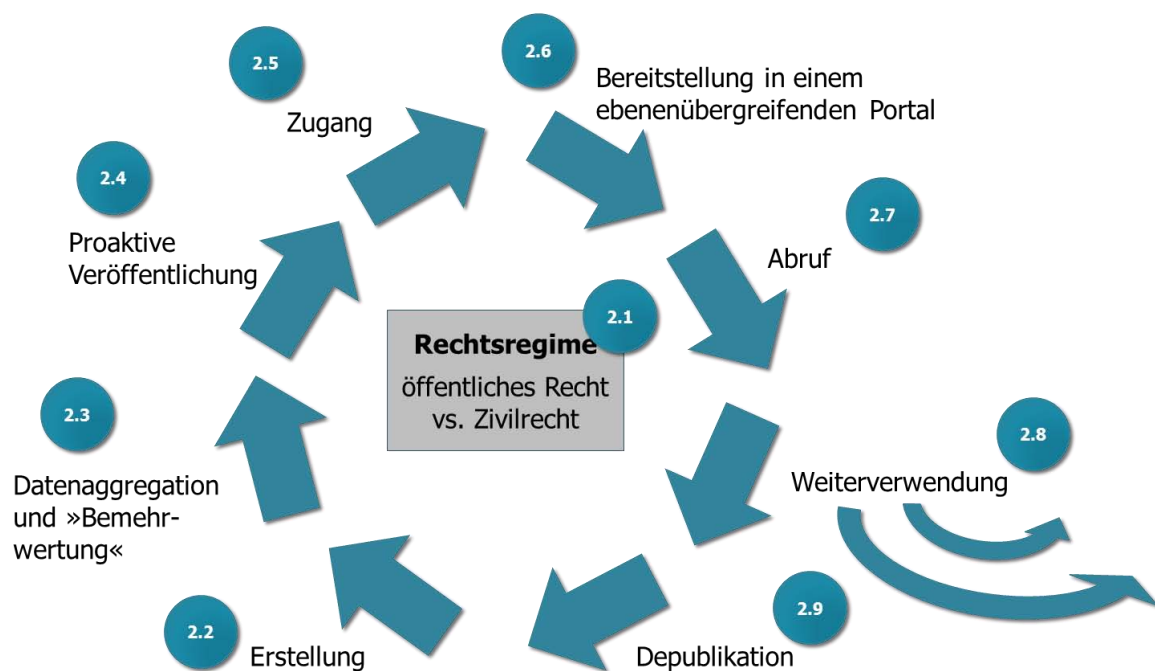 2.6
2.5
Bereitstellung in einem
ebenenübergreifenden Portal
Zugang
2.4
2.7
Proaktive
Veröffentlichung
Abruf
2.1
Rechtsregime
öffentliches Recht
vs. Zivilrecht
2.3
2.8
Datenaggregation
und »Bemehr-
wertung«
Weiterverwendung
2.9
2.2
Erstellung
Depublikation